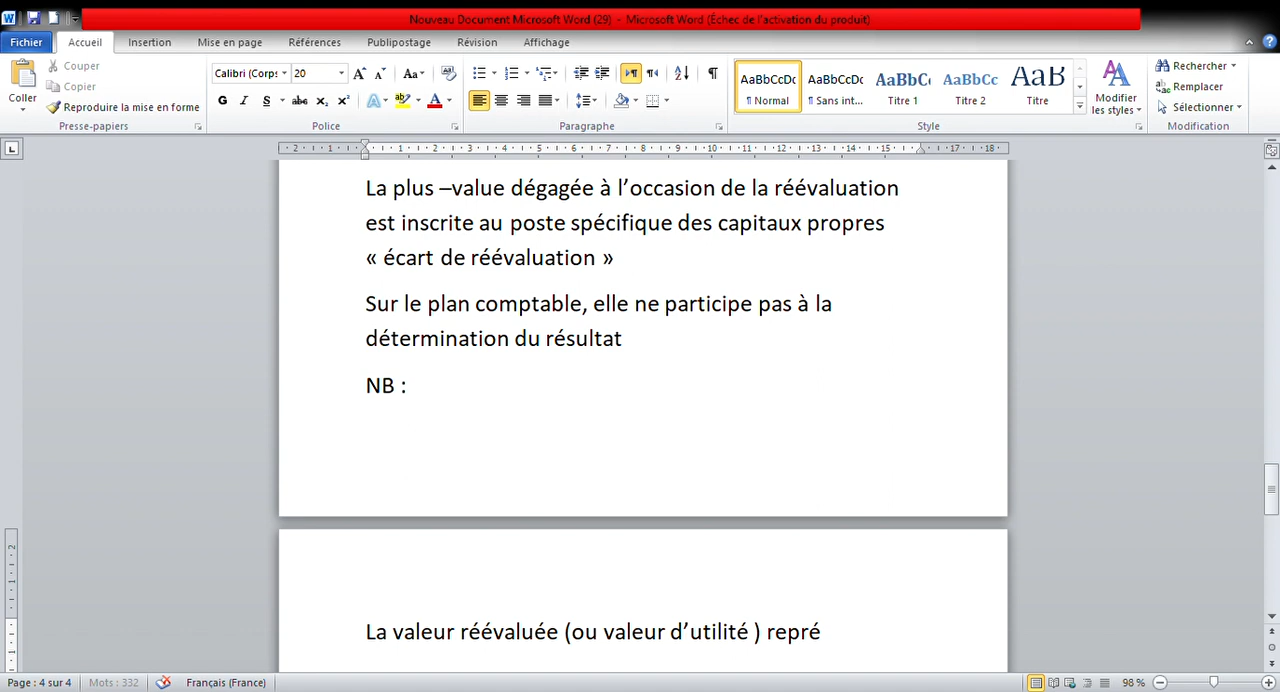 Nouveau Document Microsoft Word (29) - Microsoft Word (Échec de l'activation du produit)
Fichier Accueil Insertion Mise en page Références Publipostage Révision Affichage
Coller
Couper
Copier
Reproduire la mise en forme
Presse-papiers
Calibri (Corps 20
Police
Paragraphe
AaBbCcDc AaBbCcDc AaBbC AaBbCc AaB
¶ Normal ¶ Sans int... Titre 1 Titre 2 Titre
Modifier
les styles
Style
Rechercher
Remplacer
Sélectionner
Modification
La plus –value dégagée à l'occasion de la réévaluation
est inscrite au poste spécifique des capitaux propres
« écart de réévaluation »
Sur le plan comptable, elle ne participe pas à la
détermination du résultat
NB :
La valeur réévaluée (ou valeur d'utilité ) repré
Page : 4 sur 4 Mots : 332 Français (France) 98 %